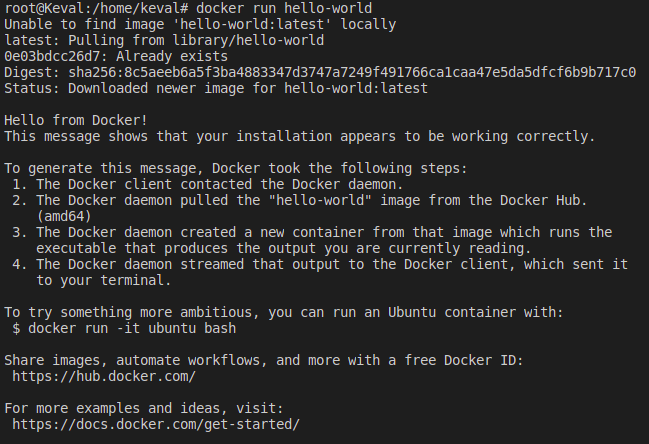 root@Keval:/home/keval# docker run hello-world
Unable to find image 'hello-world:latest' locally
latest: Pulling from library/hello-world
0e03bdcc26d7: Already exists
Digest: sha256:8c5aeeb6a5f3ba4883347d3747a7249f491766ca1caa47e5da5dfcf6b9b717c0
Status: Downloaded newer image for hello-world:latest

Hello from Docker!
This message shows that your installation appears to be working correctly.

To generate this message, Docker took the following steps:
 1. The Docker client contacted the Docker daemon.
 2. The Docker daemon pulled the "hello-world" image from the Docker Hub.
    (amd64)
 3. The Docker daemon created a new container from that image which runs the
    executable that produces the output you are currently reading.
 4. The Docker daemon streamed that output to the Docker client, which sent it
    to your terminal.

To try something more ambitious, you can run an Ubuntu container with:
 $ docker run -it ubuntu bash

Share images, automate workflows, and more with a free Docker ID:
 https://hub.docker.com/

For more examples and ideas, visit:
 https://docs.docker.com/get-started/